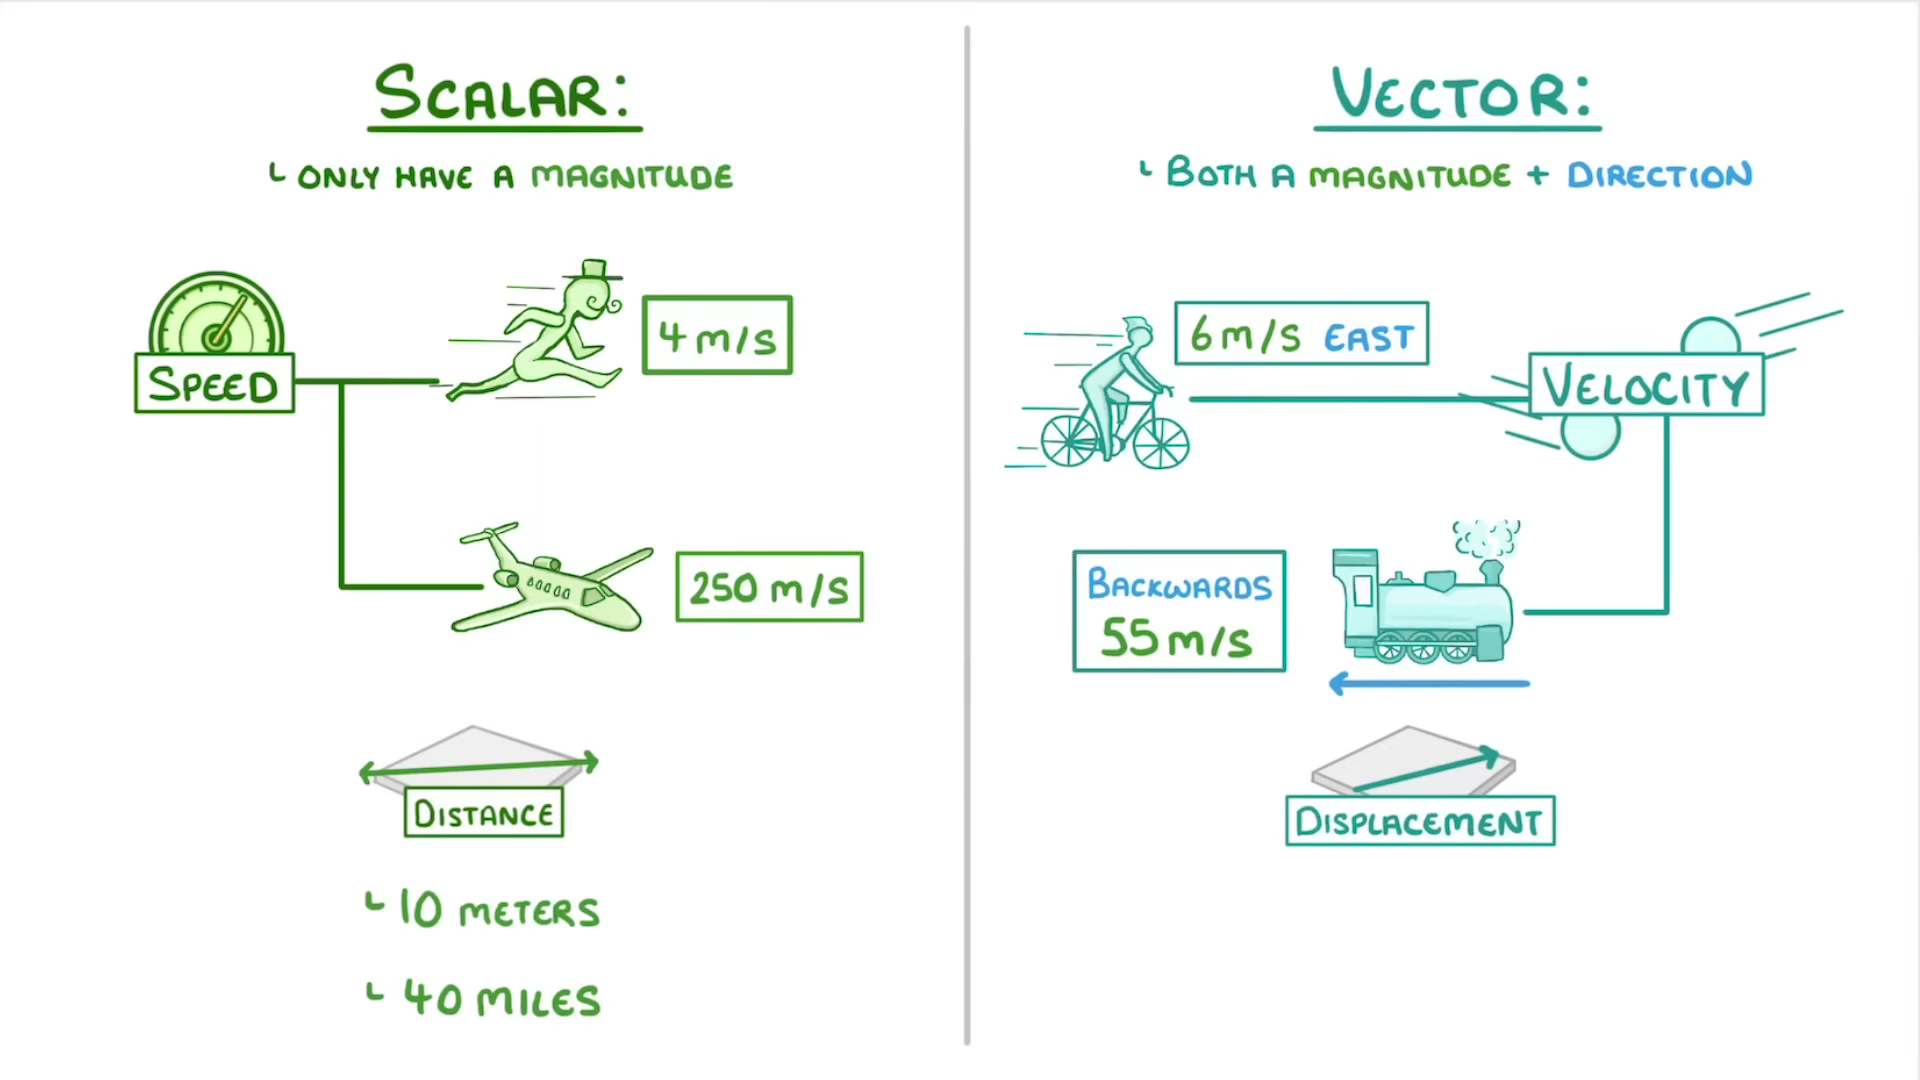 SCALAR:
ONLY HAVE A MAGNITUDE
SPEED
4 m/s
250 m/s
DISTANCE
10 METERS
40 MILES
VECTOR:
BOTH A MAGNITUDE + DIRECTION
6 m/s EAST
VELOCITY
BACKWARDS
55 m/s
DISPLACEMENT